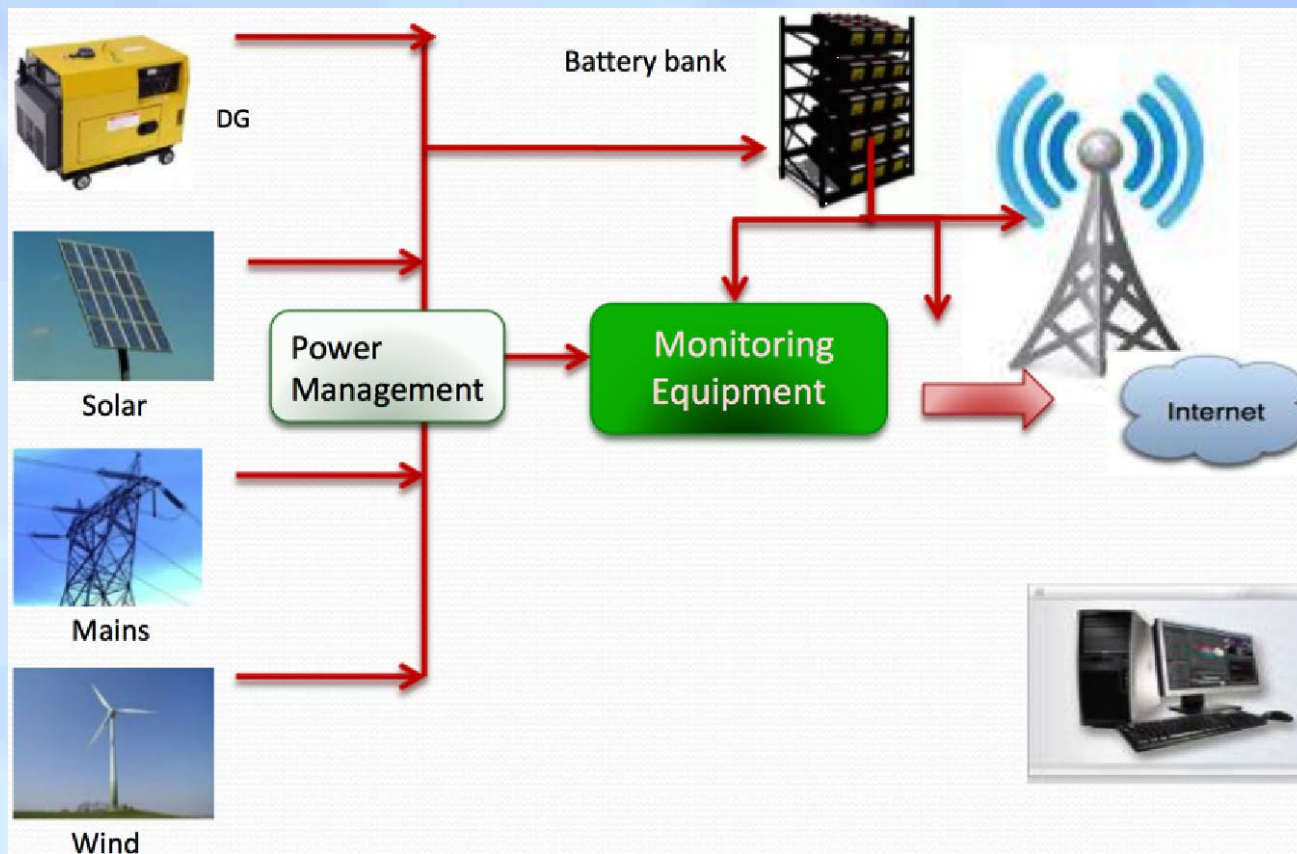 Battery bank
DG
Solar
Power
Management
Monitoring
Equipment
Internet
Mains
Wind